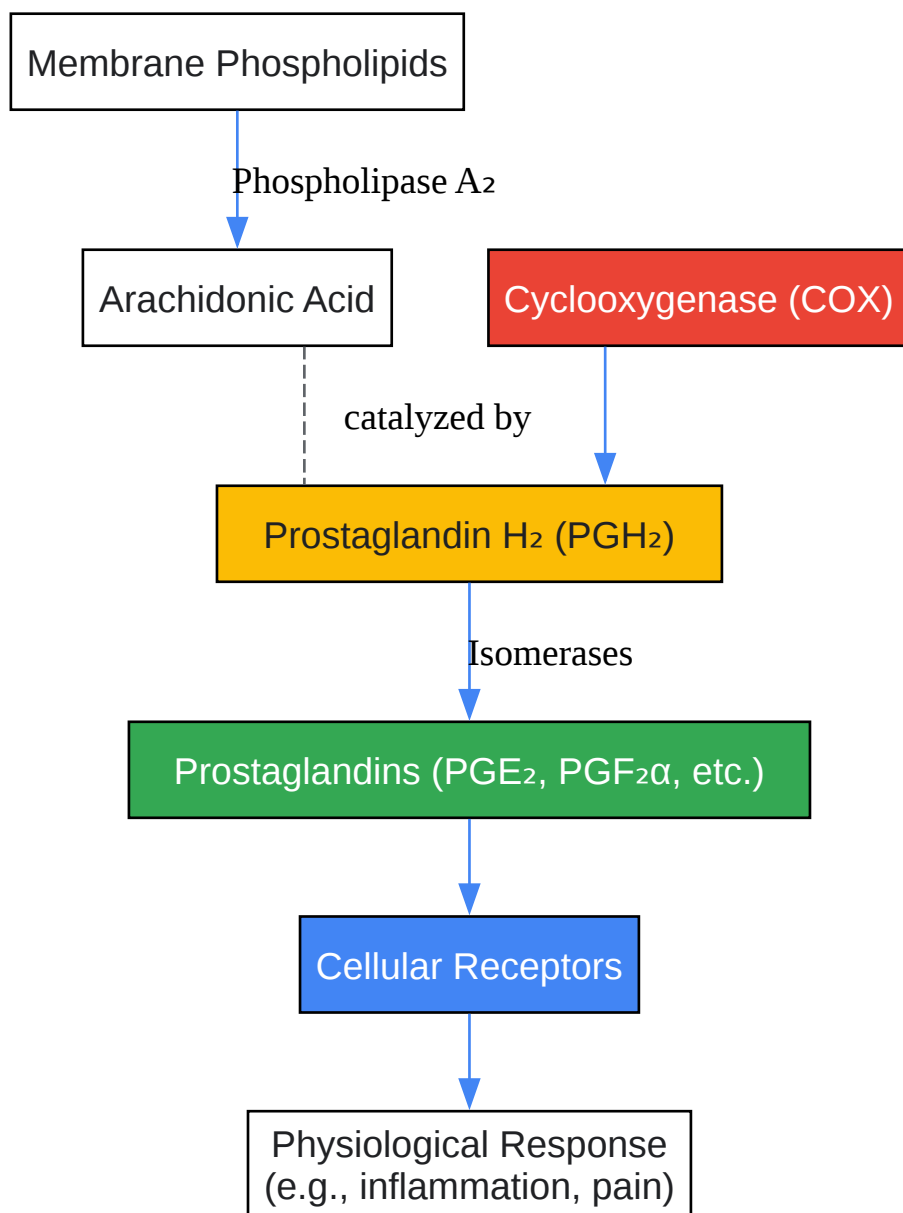 Membrane Phospholipids
Phospholipase A₂
Arachidonic Acid
Cyclooxygenase (COX)
catalyzed by
Prostaglandin H₂ (PGH₂)
Isomerases
Prostaglandins (PGE₂, PGF₂α, etc.)
Cellular Receptors
Physiological Response
(e.g., inflammation, pain)